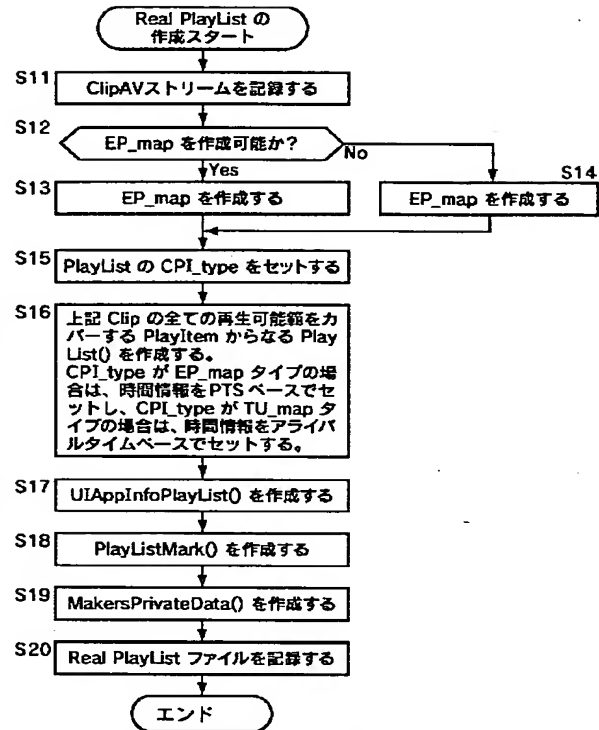 Real PlayList の
作成スタート
S11
ClipAVストリームを記録する
S12
EP_map を作成可能か?
No
Yes
S13
EP_map を作成する
S14
EP_map を作成する
S15
PlayList の CPI_type をセットする
S16
上記 Clip の全ての再生可能範をカ
バーする PlayItem からなる Play
List() を作成する。
CPI_type が EP_map タイプの場
合は、時間情報をPTS ベースでセ
ットし、CPI_type が TU_map タ
イプの場合は、時間情報をアライバ
ルタイムベースでセットする。
S17
UIAppInfoPlayList() を作成する
S18
PlayListMark() を作成する
S19
MakersPrivateData() を作成する
S20
Real PlayList ファイルを記録する
エンド